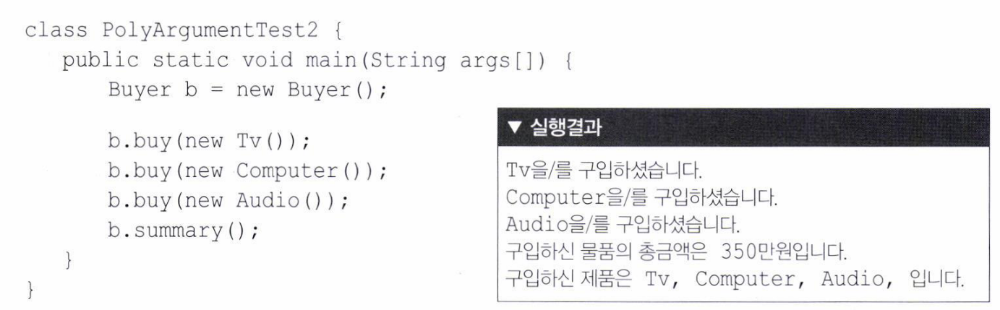 class PolyArgumentTest2 {
public static void main(String args[]) {
Buyer b = new Buyer();
b.buy(new Tv());
b.buy(new Computer());
b.buy(new Audio());
b.summary();
}
}
▼ 실행결과
Tv을/를 구입하셨습니다.
Computer을/를 구입하셨습니다.
Audio을/를 구입하셨습니다.
구입하신 물품의 총금액은 350만원입니다.
구입하신 제품은 Tv, Computer, Audio, 입니다.